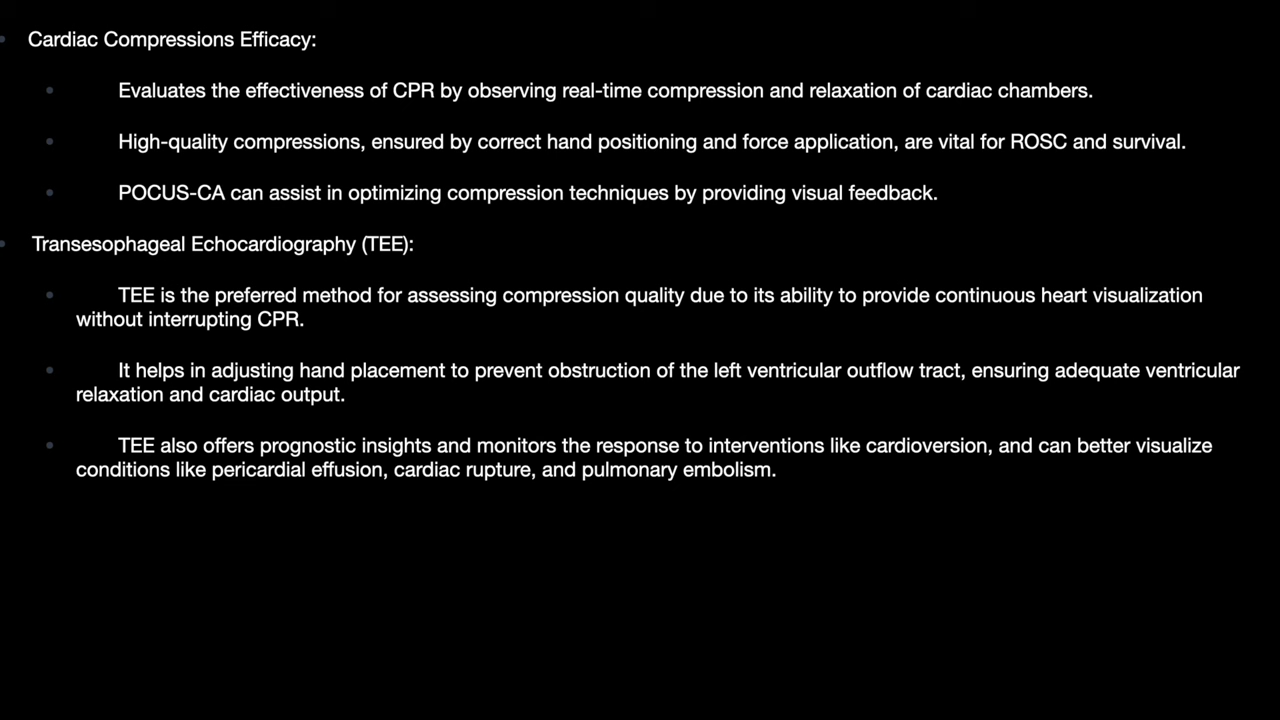 Cardiac Compressions Efficacy:
Evaluates the effectiveness of CPR by observing real-time compression and relaxation of cardiac chambers.
High-quality compressions, ensured by correct hand positioning and force application, are vital for ROSC and survival.
POCUS-CA can assist in optimizing compression techniques by providing visual feedback.
Transesophageal Echocardiography (TEE):
TEE is the preferred method for assessing compression quality due to its ability to provide continuous heart visualization
without interrupting CPR.
It helps in adjusting hand placement to prevent obstruction of the left ventricular outflow tract, ensuring adequate ventricular
relaxation and cardiac output.
TEE also offers prognostic insights and monitors the response to interventions like cardioversion, and can better visualize
conditions like pericardial effusion, cardiac rupture, and pulmonary embolism.